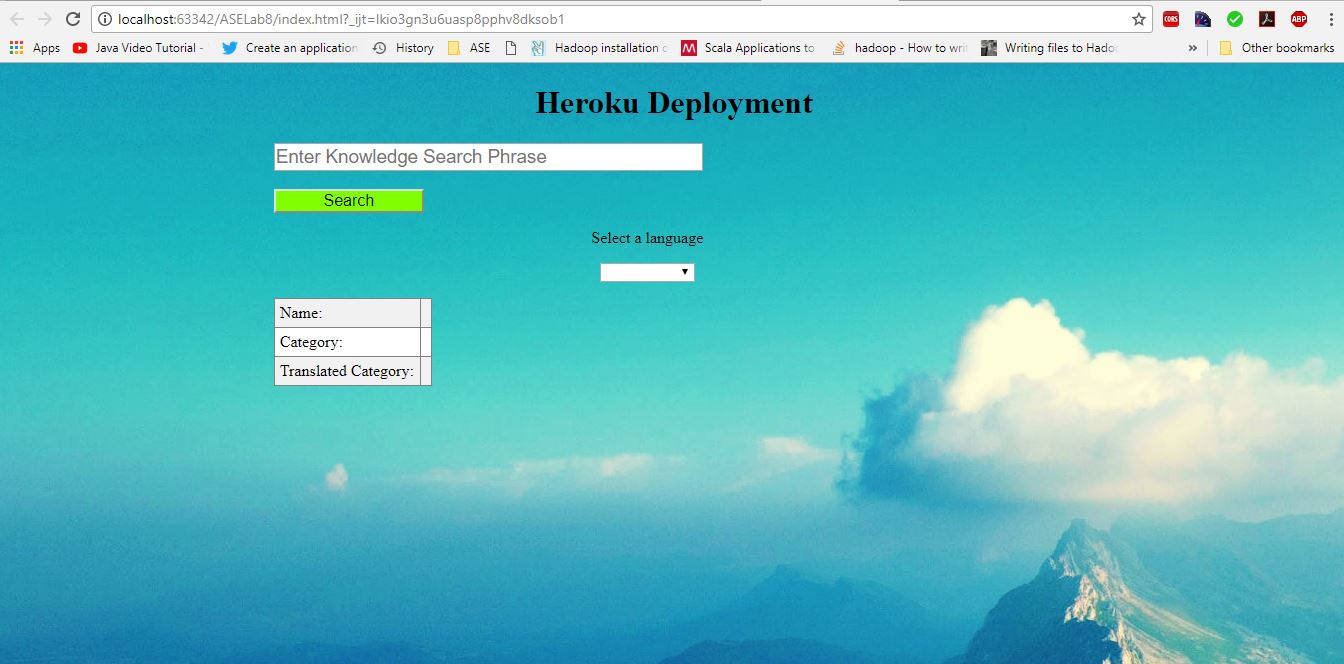 localhost:63342/ASELab8/index.html?_ijt=lkio3gn3u6uasp8pphv8dksob1
CORS
ABP
Apps
Java Video Tutorial -
Create an application
History
ASE
Hadoop installation
M
Scala Applications to
hadoop - How to writ
Writing files to Hado
»
Other bookmarks
Heroku Deployment
Enter Knowledge Search Phrase
Search
Select a language
Name:
Category:
Translated Category: